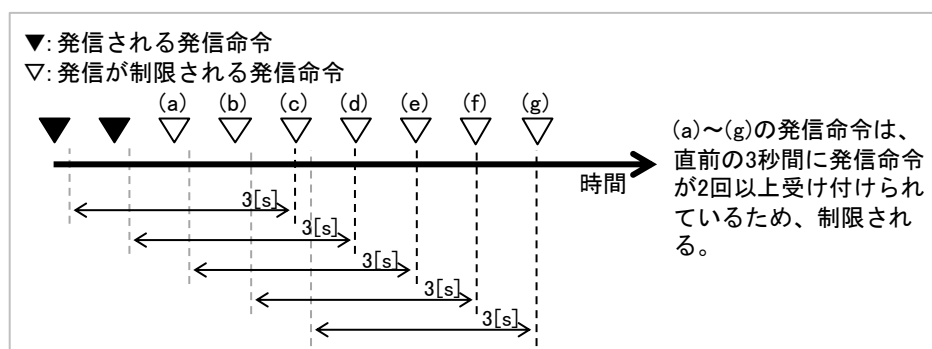 ▼:発信される発信命令
▽:発信が制限される発信命令
(a) (b) (c) (d) (e) (f) (g)
(a)～(g)の発信命令は、
直前の3秒間に発信命令
が2回以上受け付けられ
ているため、制限され
る。
時間
3[s]
3[s]
3[s]
3[s]
3[s]